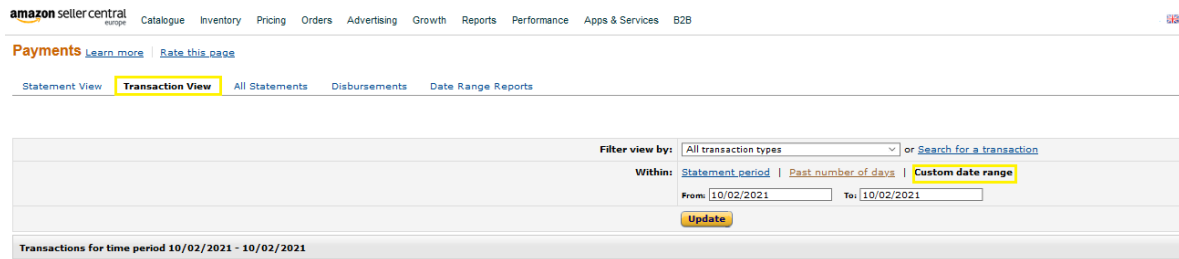 amazon seller central europe Catalogue Inventory Pricing Orders Advertising Growth Reports Performance Apps & Services B2B
Payments Learn more | Rate this page
Statement View Transaction View All Statements Disbursements Date Range Reports
Filter view by: All transaction types or Search for a transaction
Within: Statement period | Past number of days | Custom date range
From: 10/02/2021 To: 10/02/2021
Update
Transactions for time period 10/02/2021 - 10/02/2021